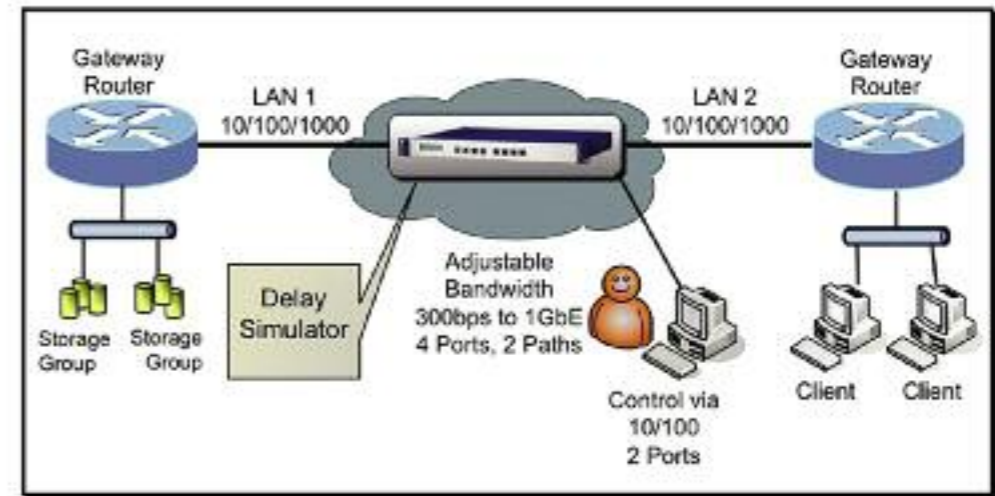 Gateway
Router
LAN 1
10/100/1000
LAN 2
10/100/1000
Gateway
Router
Storage
Group
Storage
Group
Delay
Simulator
Adjustable
Bandwidth
300bps to 1GbE
4 Ports, 2 Paths
Control via
10/100
2 Ports
Client
Client